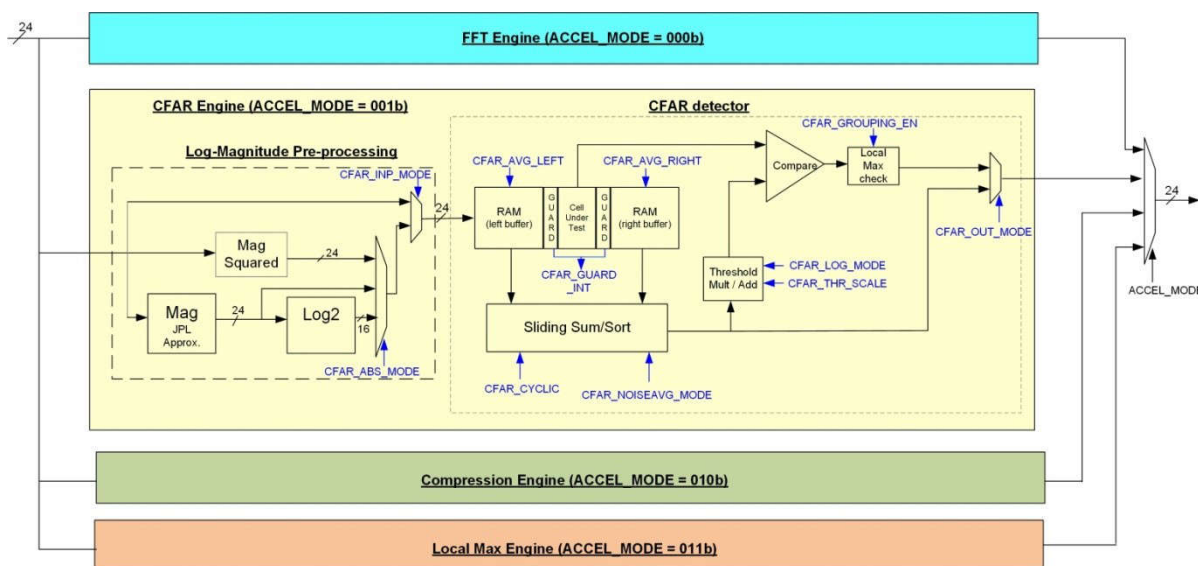 24
FFT Engine (ACCEL_MODE = 000b)
CFAR Engine (ACCEL_MODE = 001b)
CFAR detector
Log-Magnitude Pre-processing
CFAR_INP_MODE
24
Mag
Squared
24
Mag
JPL
Approx.
24
Log2
16
CFAR_ABS_MODE
CFAR_AVG_LEFT
CFAR_AVG_RIGHT
RAM
(left buffer)
GUARD
Cell
Under
Test
GUARD
RAM
(right buffer)
CFAR_GUARD
_INT
Sliding Sum/Sort
CFAR_CYCLIC
CFAR_NOISEAVG_MODE
Compare
CFAR_GROUPING_EN
Local
Max
check
Threshold
Mult / Add
CFAR_LOG_MODE
CFAR_THR_SCALE
CFAR_OUT_MODE
24
ACCEL_MODE
Compression Engine (ACCEL_MODE = 010b)
Local Max Engine (ACCEL_MODE = 011b)